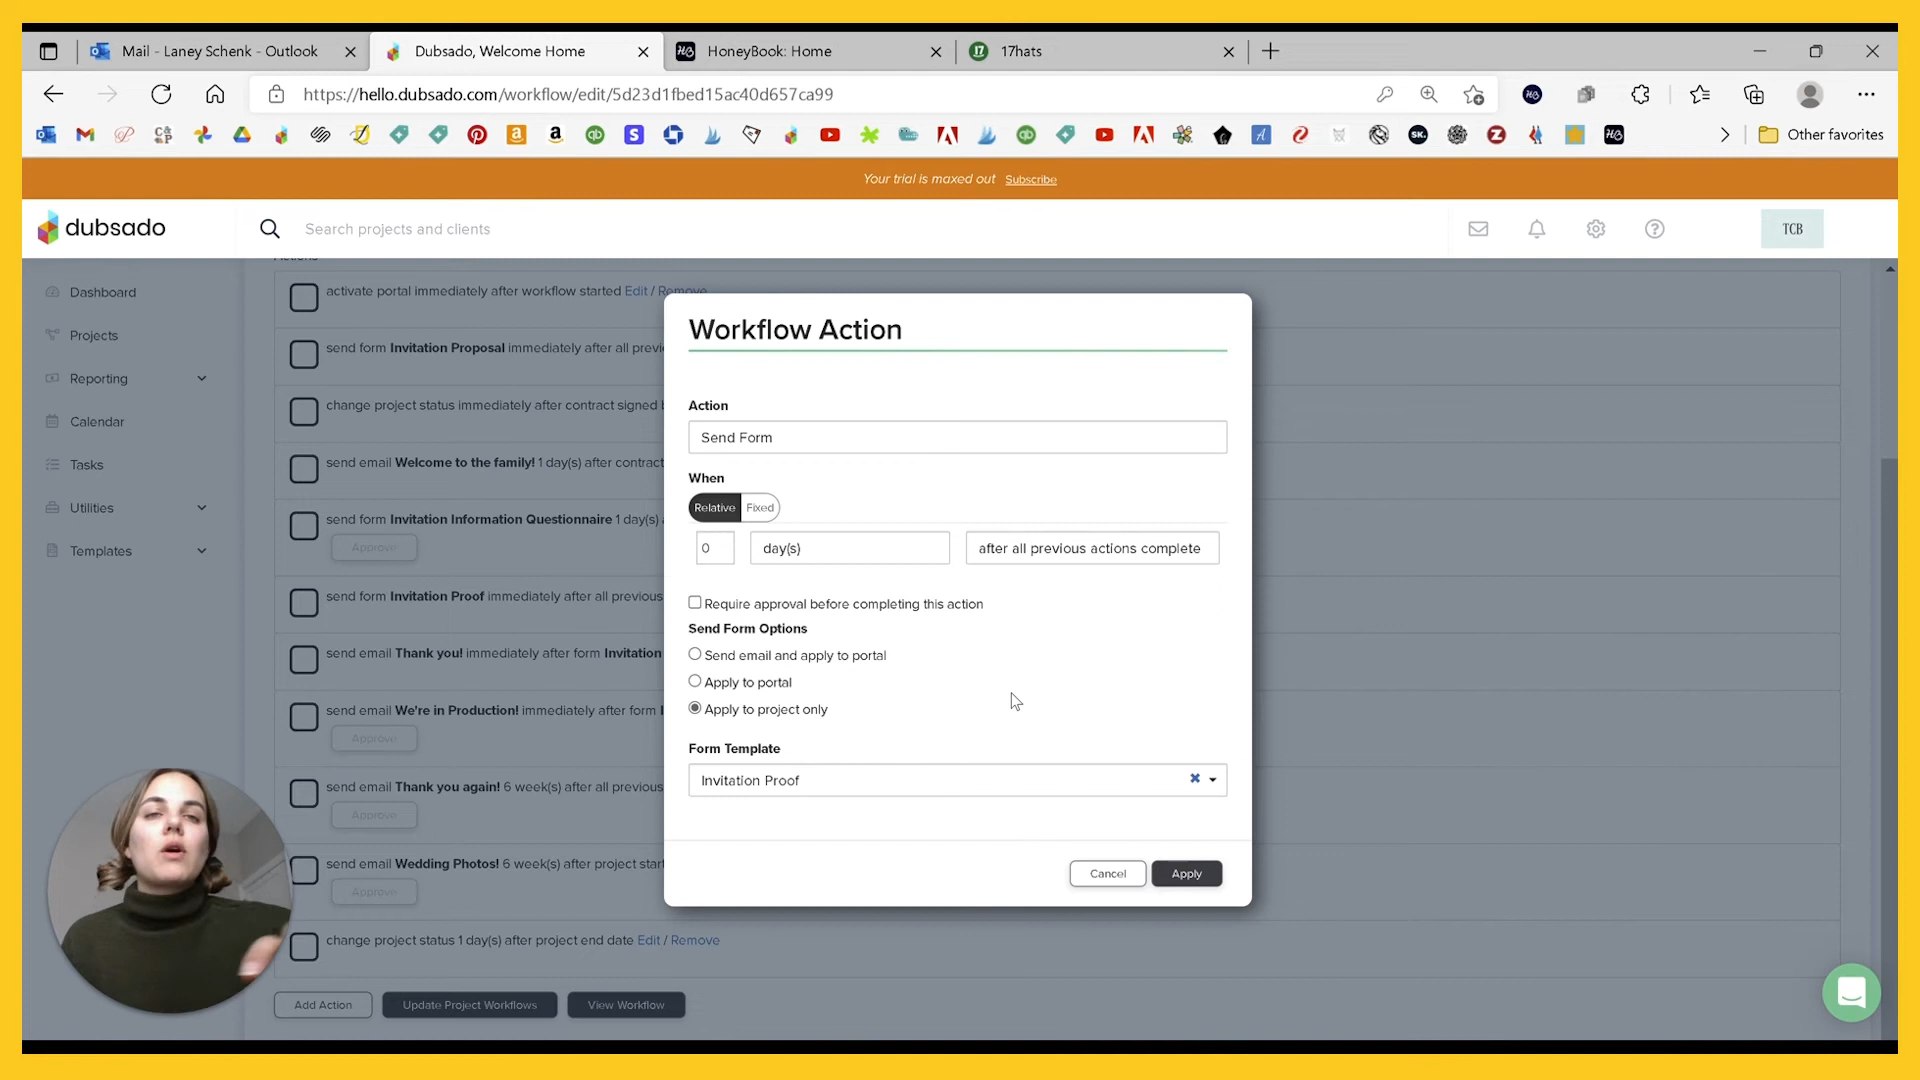 Mail - Laney Schenk - Outlook
Dubsado, Welcome Home
HoneyBook: Home
17hats
https://hello.dubsado.com/workflow/edit/5d23d1fbed15ac40d657ca99
Other favorites
Your trial is maxed out Subscribe
dubsado
Search projects and clients
TCB
Dashboard
Projects
Reporting
Calendar
Tasks
Utilities
Templates
Actions
activate portal immediately after workflow started Edit / Remove
send form Invitation Proposal immediately after all previ
change project status immediately after contract signed
send email Welcome to the family! 1 day(s) after contract
send form Invitation Information Questionnaire 1 day(s)
Approve
send form Invitation Proof immediately after all previous
send email Thank you! immediately after form Invitation
send email We're in Production! immediately after form
Approve
send email Thank you again! 6 week(s) after all previous
Approve
send email Wedding Photos! 6 week(s) after project start
Approve
change project status 1 day(s) after project end date Edit / Remove
Add Action
Update Project Workflows
View Workflow
Workflow Action
Action
Send Form
When
Relative Fixed
0 day(s) after all previous actions complete
Require approval before completing this action
Send Form Options
Send email and apply to portal
Apply to portal
Apply to project only
Form Template
Invitation Proof
Cancel Apply